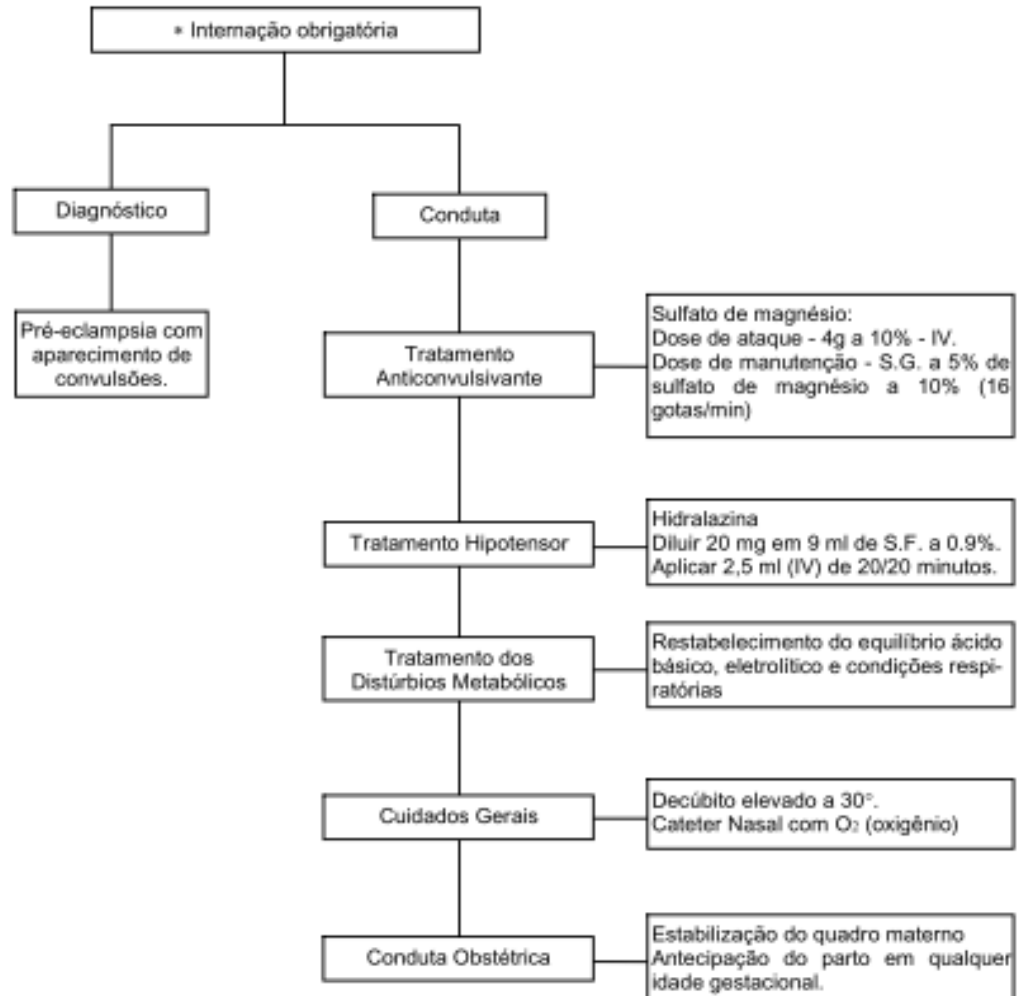 * Internação obrigatória
Diagnóstico
Conduta
Pré-eclampsia com
aparecimento de
convulsões.
Tratamento
Anticonvulsivante
Sulfato de magnésio:
Dose de ataque - 4g a 10% - IV.
Dose de manutenção - S.G. a 5% de
sulfato de magnésio a 10% (16
gotas/min)
Tratamento Hipotensor
Hidralazina
Diluir 20 mg em 9 ml de S.F. a 0.9%.
Aplicar 2,5 ml (IV) de 20/20 minutos.
Tratamento dos
Distúrbios Metabólicos
Restabelecimento do equilíbrio ácido
básico, eletrolítico e condições respi-
ratórias
Cuidados Gerais
Decúbito elevado a 30°.
Cateter Nasal com O₂ (oxigênio)
Conduta Obstétrica
Estabilização do quadro materno
Antecipação do parto em qualquer
idade gestacional.